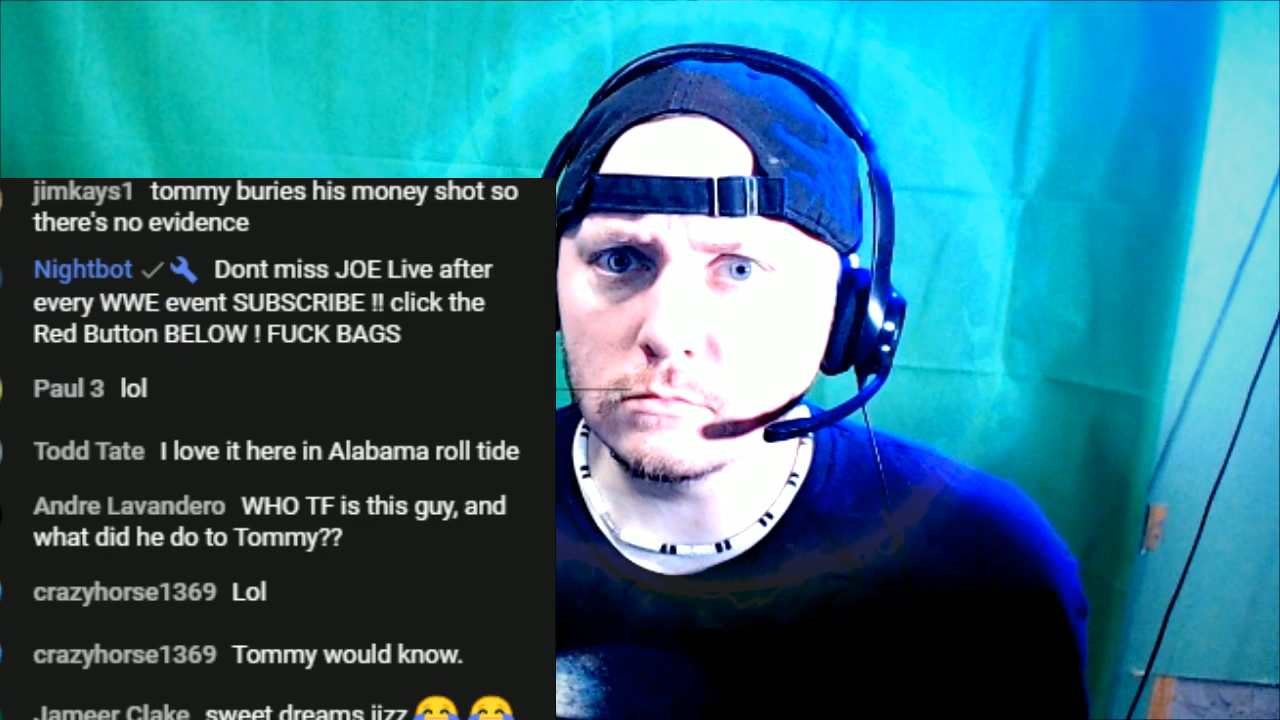 jimkays1 tommy buries his money shot so
there's no evidence
Nightbot Dont miss JOE Live after
every WWE event SUBSCRIBE !! click the
Red Button BELOW ! FUCK BAGS
Paul 3 lol
Todd Tate I love it here in Alabama roll tide
Andre Lavandero WHO TF is this guy, and
what did he do to Tommy??
crazyhorse1369 Lol
crazyhorse1369 Tommy would know.
Jameer Clake sweet dreams jizz 😂 😂